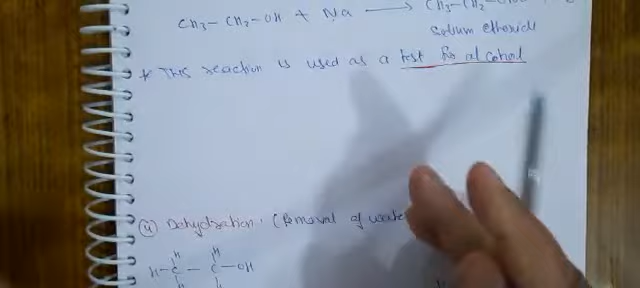 CH3-CH2-OH + Na → CH3-CH2-
Sodium ethoxide
* This reaction is used as a test for alcohol
(4) Dehydration. (Removal of water
H H
H-C-C-OH